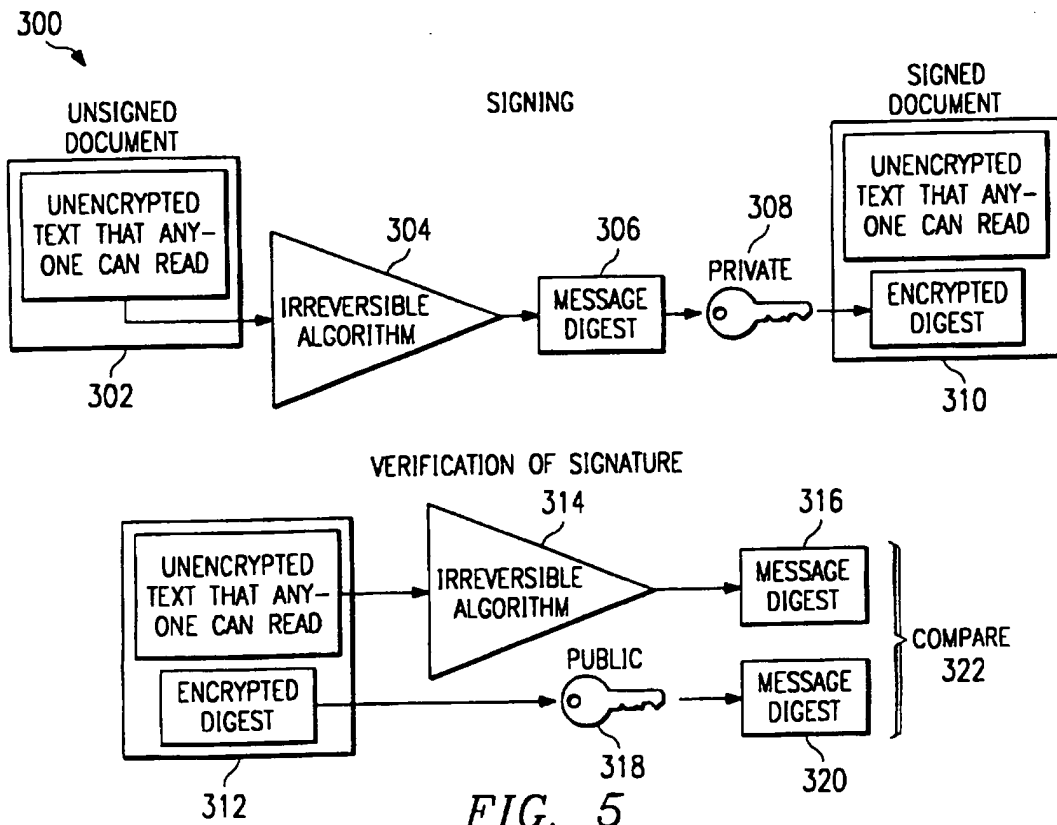 300
UNSIGNED
DOCUMENT
SIGNING
SIGNED
DOCUMENT
UNENCRYPTED
TEXT THAT ANY-
ONE CAN READ
302
304
IRREVERSIBLE
ALGORITHM
306
MESSAGE
DIGEST
308
PRIVATE
UNENCRYPTED
TEXT THAT ANY-
ONE CAN READ
ENCRYPTED
DIGEST
310
VERIFICATION OF SIGNATURE
UNENCRYPTED
TEXT THAT ANY-
ONE CAN READ
ENCRYPTED
DIGEST
312
314
IRREVERSIBLE
ALGORITHM
316
MESSAGE
DIGEST
PUBLIC
318
MESSAGE
DIGEST
320
COMPARE
322
FIG. 5